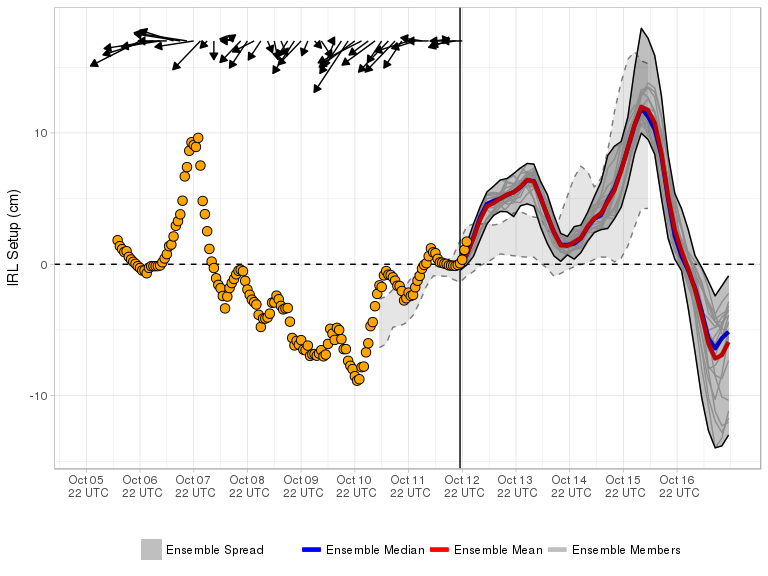 IRL Setup (cm)
10
0
-10
Oct 05 Oct 06 Oct 07 Oct 08 Oct 09 Oct 10 Oct 11 Oct 12 Oct 13 Oct 14 Oct 15 Oct 16
22 UTC 22 UTC 22 UTC 22 UTC 22 UTC 22 UTC 22 UTC 22 UTC 22 UTC 22 UTC 22 UTC 22 UTC
Ensemble Spread Ensemble Median Ensemble Mean Ensemble Members